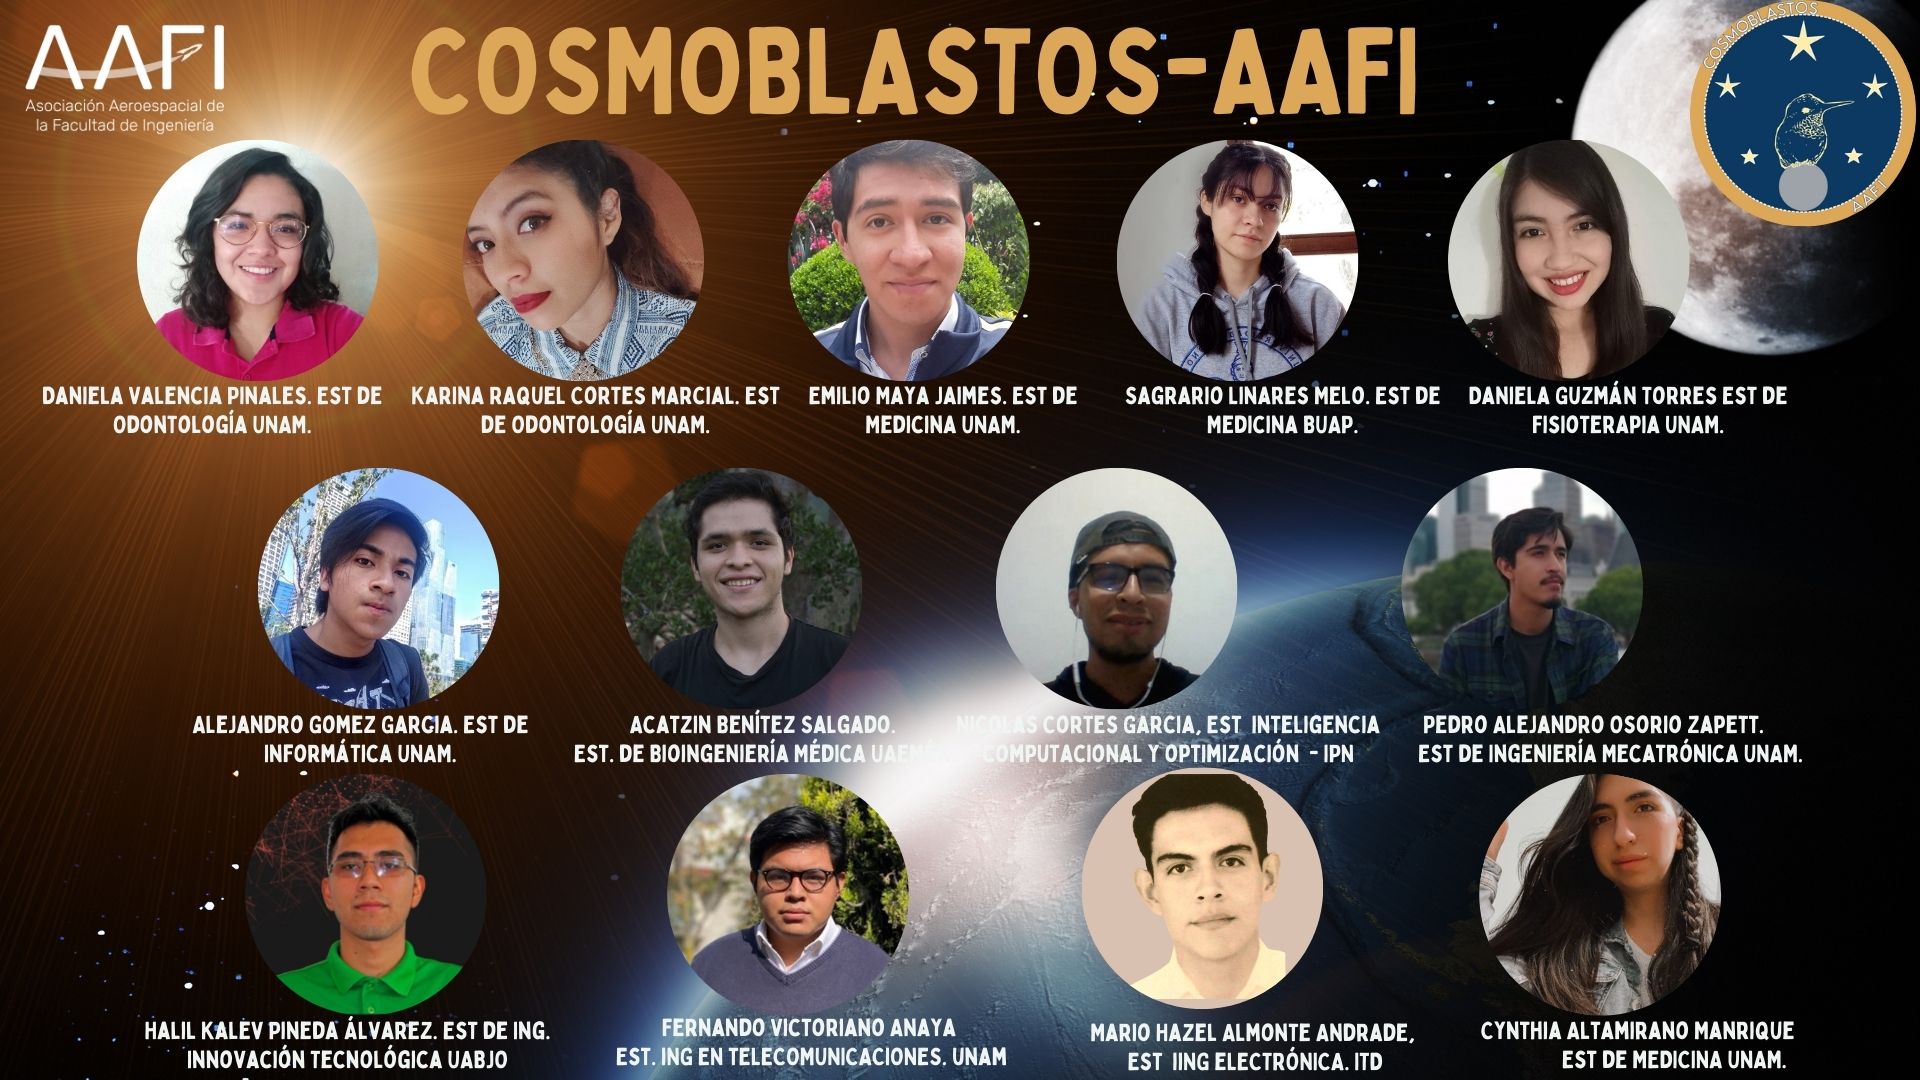 AAFI
Asociación Aeroespacial de
la Facultad de Ingeniería
COSMOBLASTOS-AAFI
COSMOBLASTOS
AAFI
DANIELA VALENCIA PINALES. EST DE
ODONTOLOGÍA UNAM.
KARINA RAQUEL CORTES MARCIAL. EST
DE ODONTOLOGÍA UNAM.
EMILIO MAYA JAIMES. EST DE
MEDICINA UNAM.
SAGRARIO LINARES MELO. EST DE
MEDICINA BUAP.
DANIELA GUZMÁN TORRES EST DE
FISIOTERAPIA UNAM.
ALEJANDRO GOMEZ GARCIA. EST DE
INFORMÁTICA UNAM.
ACATZIN BENÍTEZ SALGADO.
EST. DE BIOINGENIERÍA MÉDICA
NICOLAS CORTES GARCIA, EST INTELIGENCIA
COMPUTACIONAL Y OPTIMIZACIÓN - IPN
PEDRO ALEJANDRO OSORIO ZAPETT.
EST DE INGENIERÍA MECATRÓNICA UNAM.
HALIL KALEV PINEDA ÁLVAREZ. EST DE ING.
INNOVACIÓN TECNOLÓGICA UABJO
FERNANDO VICTORIANO ANAYA
EST. ING EN TELECOMUNICACIONES. UNAM
MARIO HAZEL ALMONTE ANDRADE,
EST IING ELECTRÓNICA. ITD
CYNTHIA ALTAMIRANO MANRIQUE
EST DE MEDICINA UNAM.